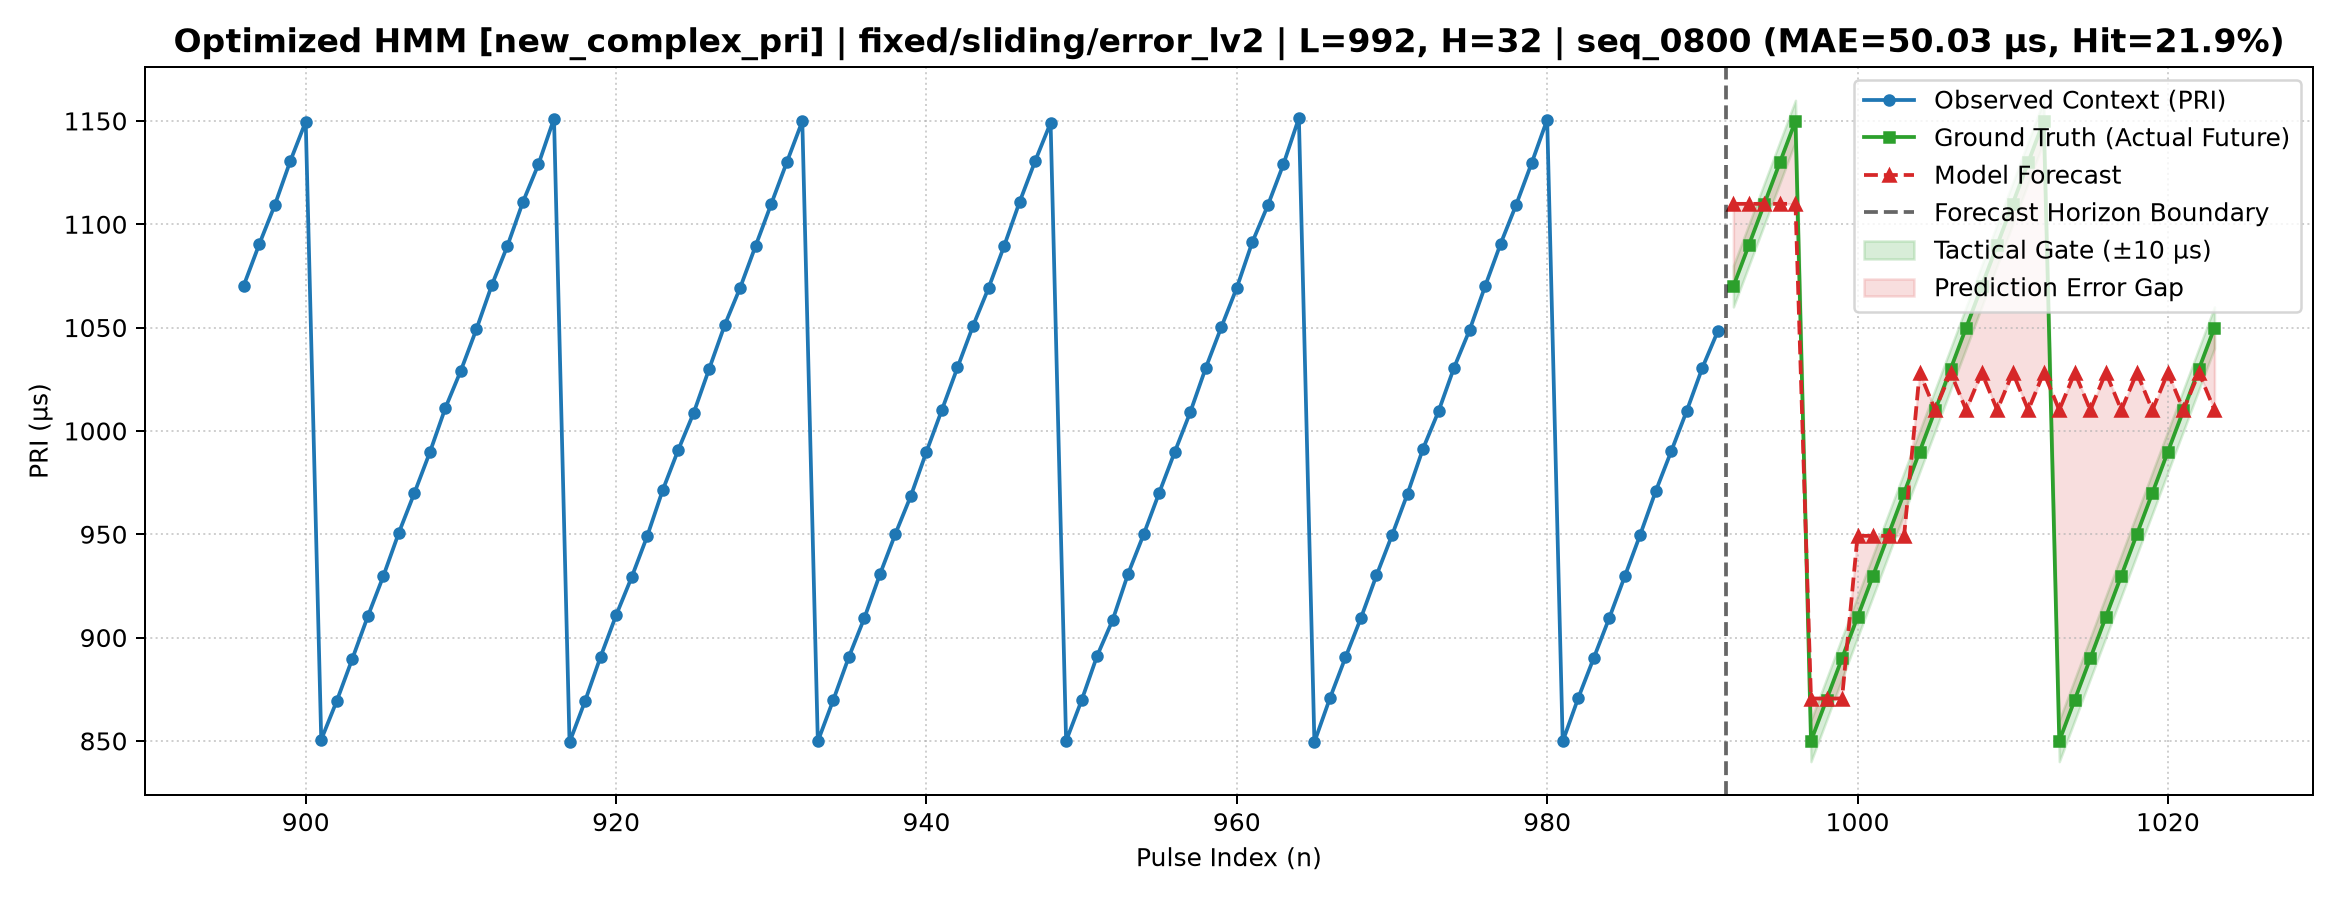 Optimized HMM [new_complex_pri] | fixed/sliding/error_lv2 | L=992, H=32 | seq_0800 (MAE=50.03 μs, Hit=21.9%)
Observed Context (PRI)
Ground Truth (Actual Future)
Model Forecast
Forecast Horizon Boundary
Tactical Gate (±10 μs)
Prediction Error Gap
PRI (μs)
1150
1100
1050
1000
950
900
850
900
920
940
960
980
1000
1020
Pulse Index (n)